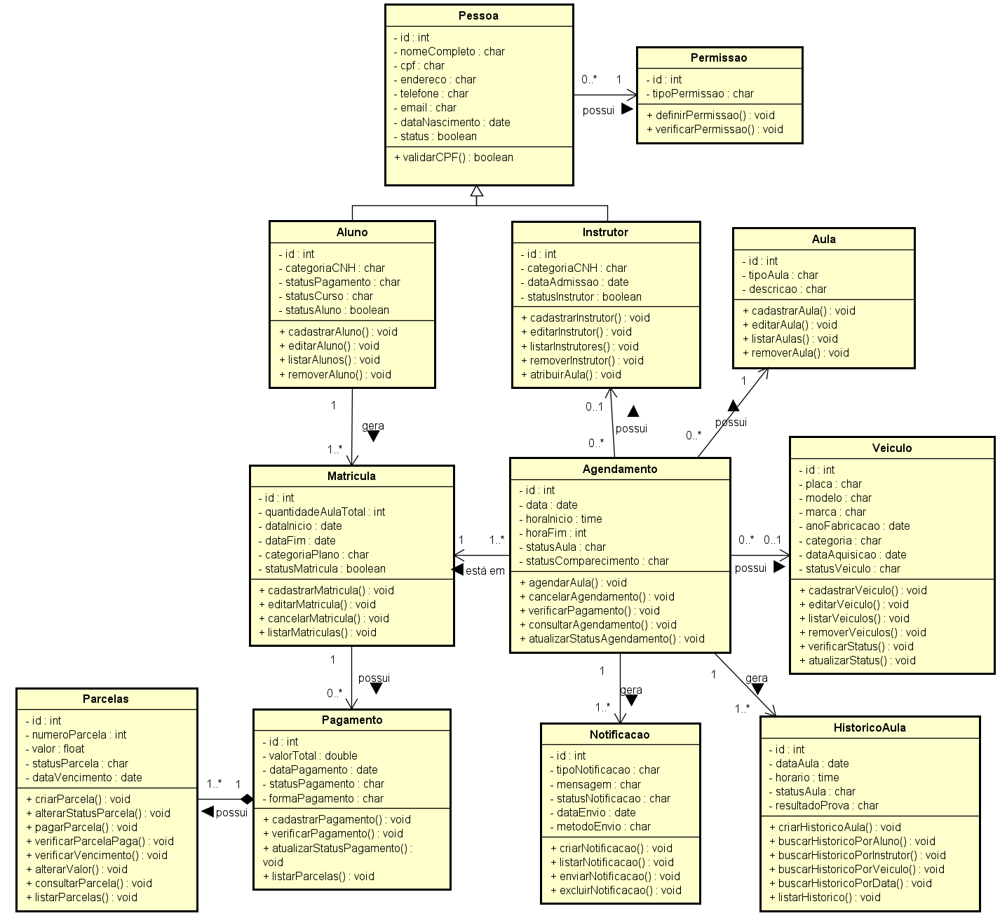 Pessoa
- id : int
- nomeCompleto : char
- cpf : char
- endereco : char
- telefone : char
- email : char
- dataNascimento : date
- status : boolean
+ validarCPF() : boolean
0..*
1
possui
Permissao
- id : int
- tipoPermissao : char
+ definirPermissao() : void
+ verificarPermissao() : void
Aluno
- id : int
- categoriaCNH : char
- statusPagamento : char
- statusCurso : char
- statusAluno : boolean
+ cadastrarAluno() : void
+ editarAluno() : void
+ listarAlunos() : void
+ removerAluno() : void
Instrutor
- id : int
- categoriaCNH : char
- dataAdmissao : date
- statusInstrutor : boolean
+ cadastrarInstrutor() : void
+ editarInstrutor() : void
+ listarInstrutores() : void
+ removerInstrutor() : void
+ atribuirAula() : void
Aula
- id : int
- tipoAula : char
- descricao : char
+ cadastrarAula() : void
+ editarAula() : void
+ listarAulas() : void
+ removerAula() : void
1
gera
1..*
0..1
possui
0..*
1
possui
0..*
Matricula
- id : int
- quantidadeAulaTotal : int
- dataInicio : date
- dataFim : date
- categoriaPlano : char
- statusMatricula : boolean
+ cadastrarMatricula() : void
+ editarMatricula() : void
+ cancelarMatricula() : void
+ listarMatriculas() : void
1
1..*
está em
Agendamento
- id : int
- data : date
- horaInicio : time
- horaFim : int
- statusAula : char
- statusComparecimento : char
+ agendarAula() : void
+ cancelarAgendamento() : void
+ verificarPagamento() : void
+ consultarAgendamento() : void
+ atualizarStatusAgendamento() : void
0..*
0..1
possui
Veiculo
- id : int
- placa : char
- modelo : char
- marca : char
- anoFabricacao : date
- categoria : char
- dataAquisicao : date
- statusVeiculo : char
+ cadastrarVeiculo() : void
+ editarVeiculo() : void
+ listarVeiculos() : void
+ removerVeiculos() : void
+ verificarStatus() : void
+ atualizarStatus() : void
1
possui
0..*
1
gera
1..*
1
gera
1..*
Parcelas
- id : int
- numeroParcela : int
- valor : float
- statusParcela : char
- dataVencimento : date
+ criarParcela() : void
+ alterarStatusParcela() : void
+ pagarParcela() : void
+ verificarParcelaPaga() : void
+ verificarVencimento() : void
+ alterarValor() : void
+ consultarParcela() : void
+ listarParcelas() : void
1..*
1
possui
Pagamento
- id : int
- valorTotal : double
- dataPagamento : date
- statusPagamento : char
- formaPagamento : char
+ cadastrarPagamento() : void
+ verificarPagamento() : void
+ atualizarStatusPagamento() :
void
+ listarParcelas() : void
Notificacao
- id : int
- tipoNotificacao : char
- mensagem : char
- statusNotificacao : char
- dataEnvio : date
- metodoEnvio : char
+ criarNotificacao() : void
+ listarNotificacao() : void
+ enviarNotificacao() : void
+ excluirNotificacao() : void
HistoricoAula
- id : int
- dataAula : date
- horario : time
- statusAula : char
- resultadoProva : char
+ criarHistoricoAula() : void
+ buscarHistoricoPorAluno() : void
+ buscarHistoricoPorInstrutor() : void
+ buscarHistoricoPorVeiculo() : void
+ buscarHistoricoPorData() : void
+ listarHistorico() : void